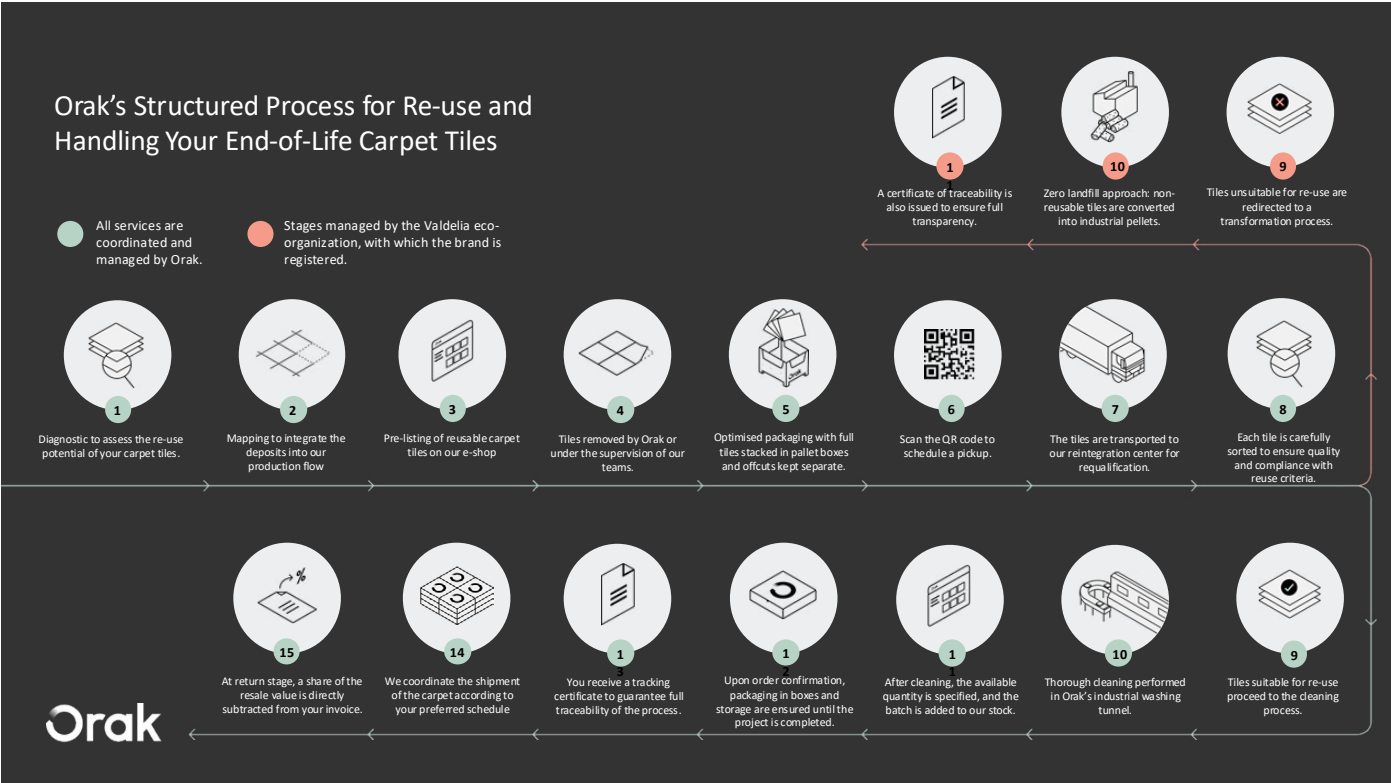 Orak’s Structured Process for Re-use and
Handling Your End-of-Life Carpet Tiles
All services are
coordinated and
managed by Orak.
Stages managed by the Valdelia eco-
organization, with which the brand is
registered.
1
1
A certificate of traceability is
also issued to ensure full
transparency.
10
Zero landfill approach: non-
reusable tiles are converted
into industrial pellets.
9
Tiles unsuitable for re-use are
redirected to a
transformation process.
1
Diagnostic to assess the re-use
potential of your carpet tiles.
2
Mapping to integrate the
deposits into our
production flow
3
Pre-listing of reusable carpet
tiles on our e-shop
4
Tiles removed by Orak or
under the supervision of our
teams.
Orak
5
Optimised packaging with full
tiles stacked in pallet boxes
and offcuts kept separate.
6
Scan the QR code to
schedule a pickup.
7
The tiles are transported to
our reintegration center for
requalification.
8
Each tile is carefully
sorted to ensure quality
and compliance with
reuse criteria.
%
15
At return stage, a share of the
resale value is directly
subtracted from your invoice.
14
We coordinate the shipment
of the carpet according to
your preferred schedule
1
3
You receive a tracking
certificate to guarantee full
traceability of the process.
1
2
Upon order confirmation,
packaging in boxes and
storage are ensured until the
project is completed.
1
1
After cleaning, the available
quantity is specified, and the
batch is added to our stock.
10
Thorough cleaning performed
in Orak’s industrial washing
tunnel.
9
Tiles suitable for re-use
proceed to the cleaning
process.
Orak